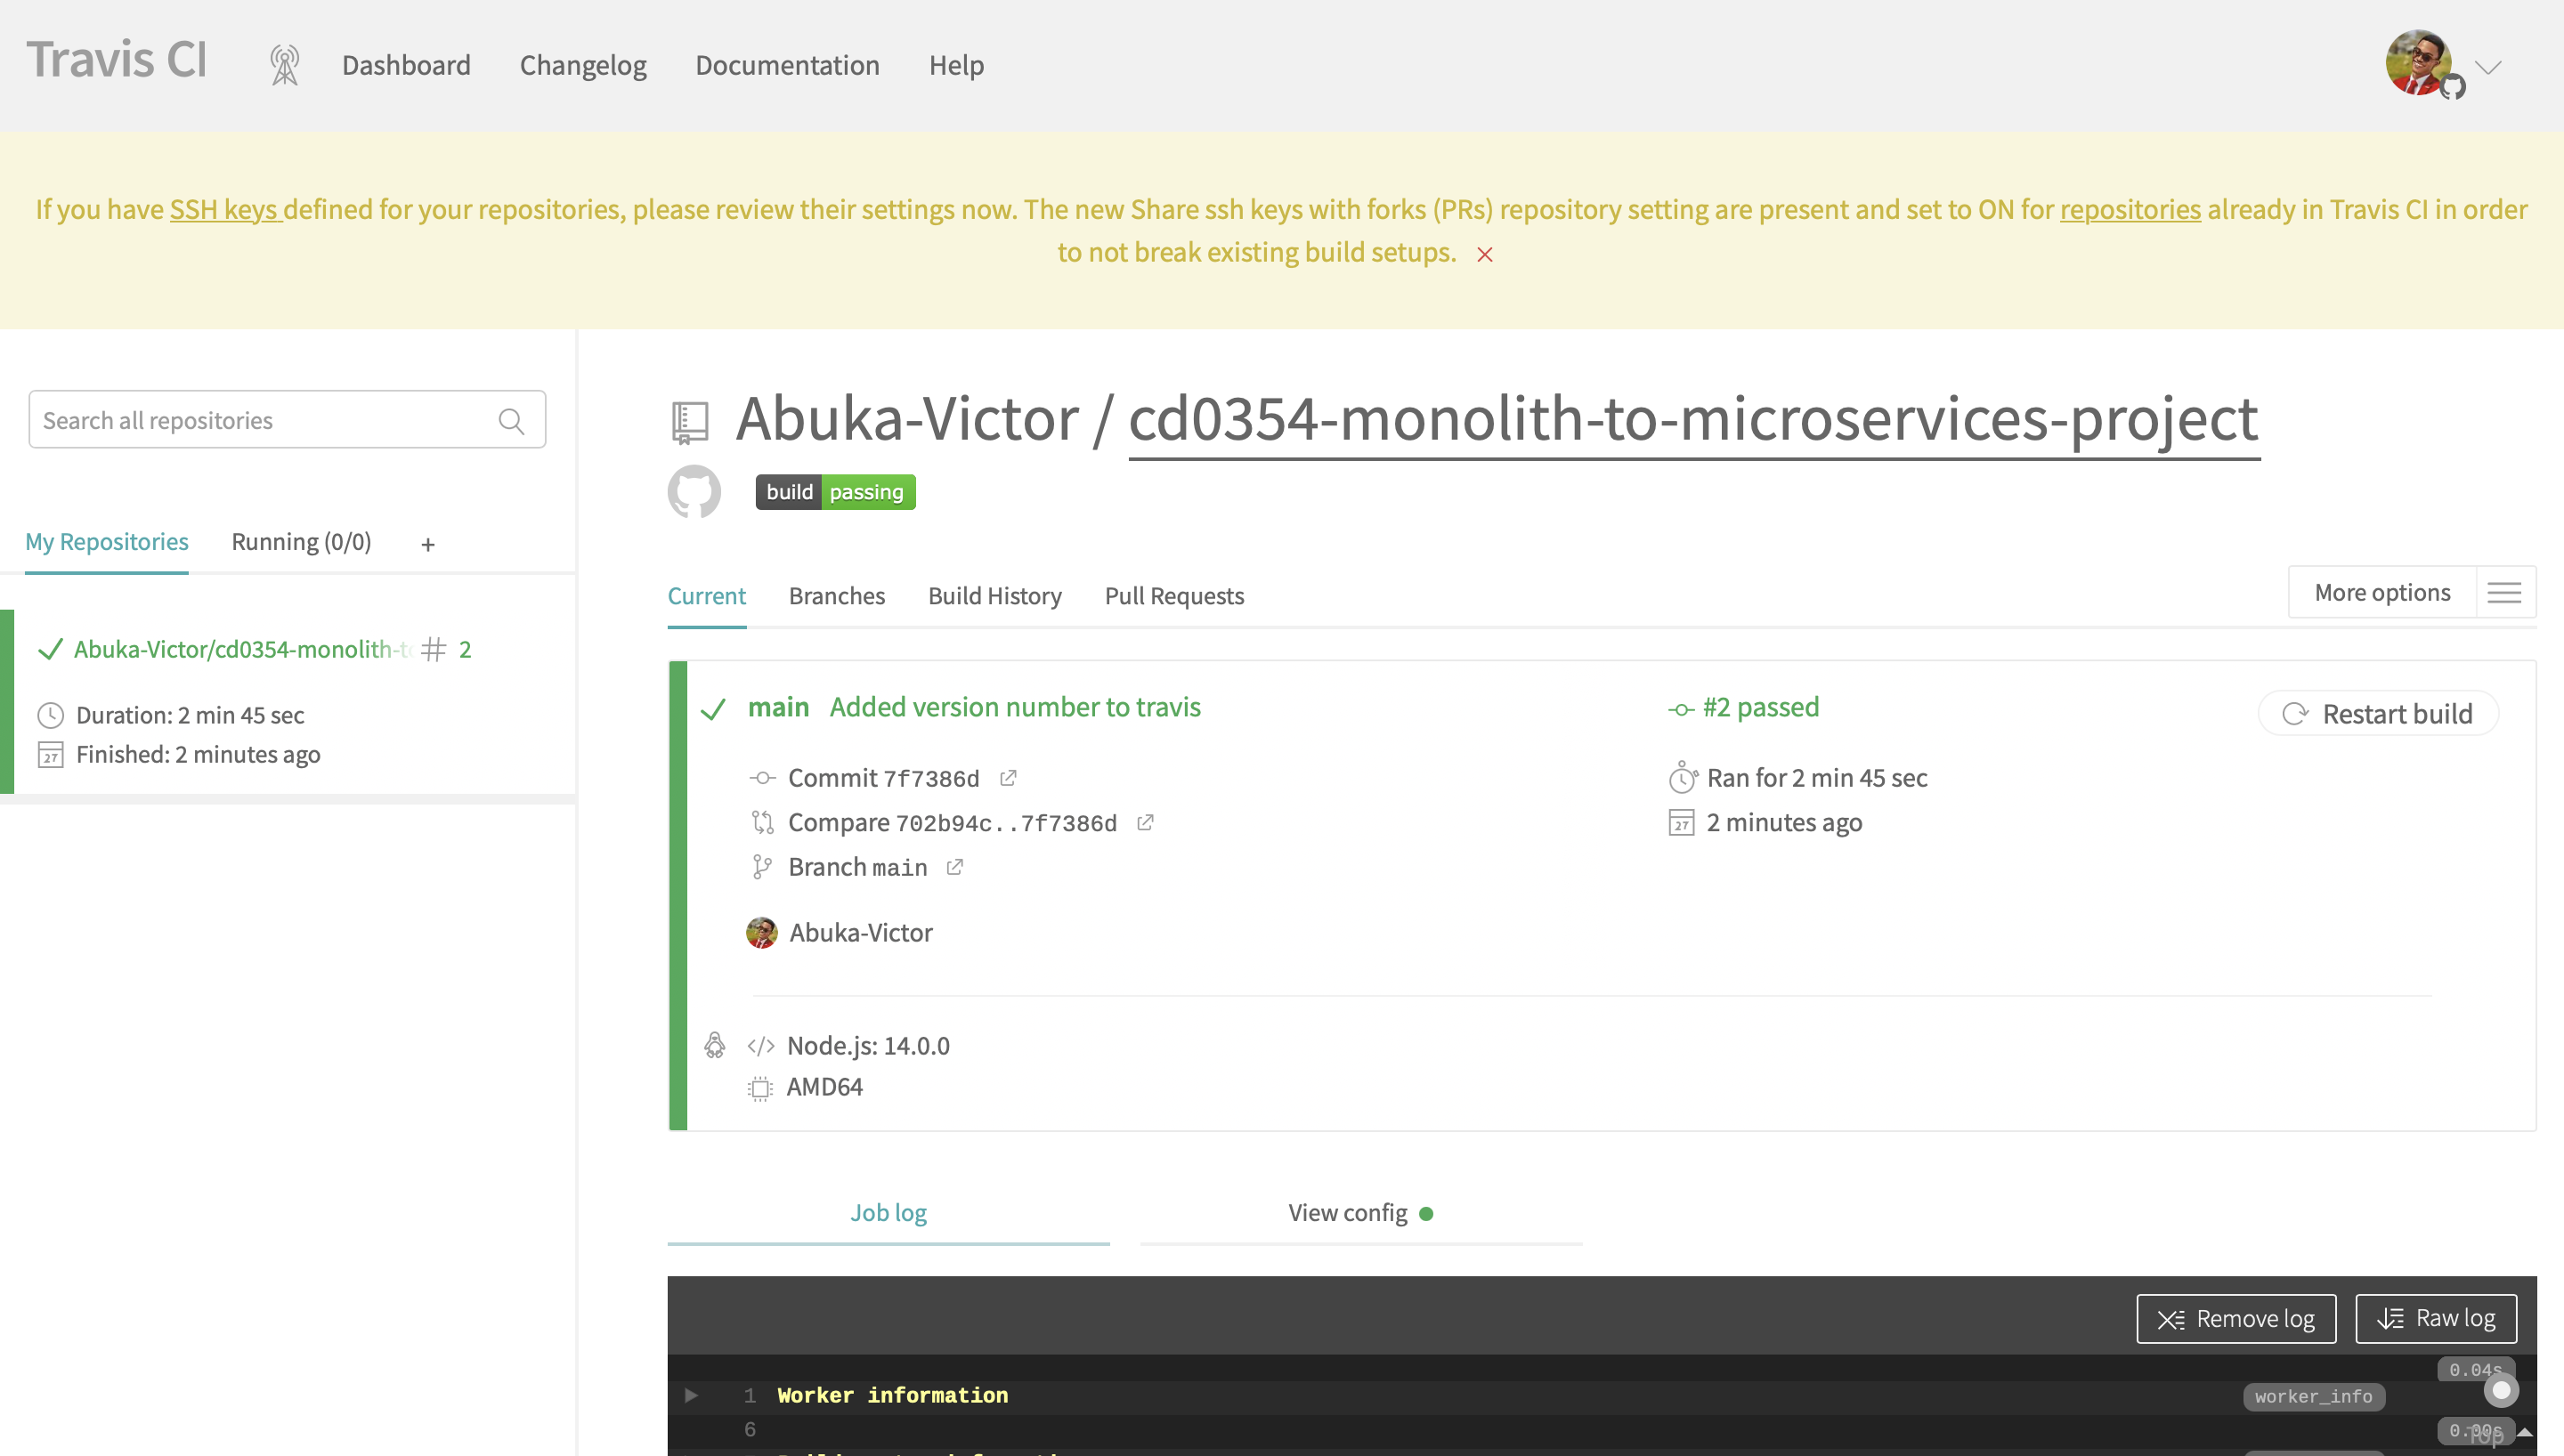 Travis CI
Dashboard
Changelog
Documentation
Help
If you have SSH keys defined for your repositories, please review their settings now. The new Share ssh keys with forks (PRs) repository setting are present and set to ON for repositories already in Travis CI in order
to not break existing build setups.
Search all repositories
My Repositories
Running (0/0)
+
Abuka-Victor/cd0354-monolith-to
2
Duration: 2 min 45 sec
27
Finished: 2 minutes ago
Abuka-Victor / cd0354-monolith-to-microservices-project
build passing
Current
Branches
Build History
Pull Requests
More options
main Added version number to travis
Commit 7f7386d
Compare 702b94c..7f7386d
Branch main
Abuka-Victor
#2 passed
Ran for 2 min 45 sec
27
2 minutes ago
Restart build
</> Node.js: 14.0.0
AMD64
Job log
View config
Remove log
Raw log
0.04s
1 Worker information
worker_info
6
0.00s
Top